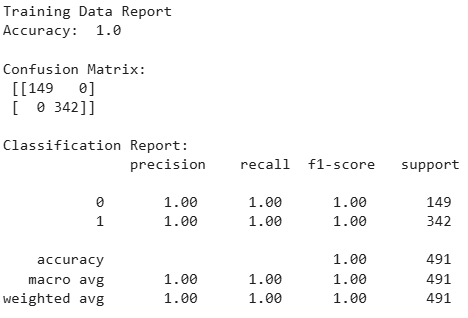 Training Data Report
Accuracy:  1.0
Confusion Matrix:
[[149   0]
[  0 342]]
Classification Report:
precision    recall  f1-score   support
0       1.00      1.00      1.00       149
1       1.00      1.00      1.00       342
accuracy                           1.00       491
macro avg       1.00      1.00      1.00       491
weighted avg       1.00      1.00      1.00       491